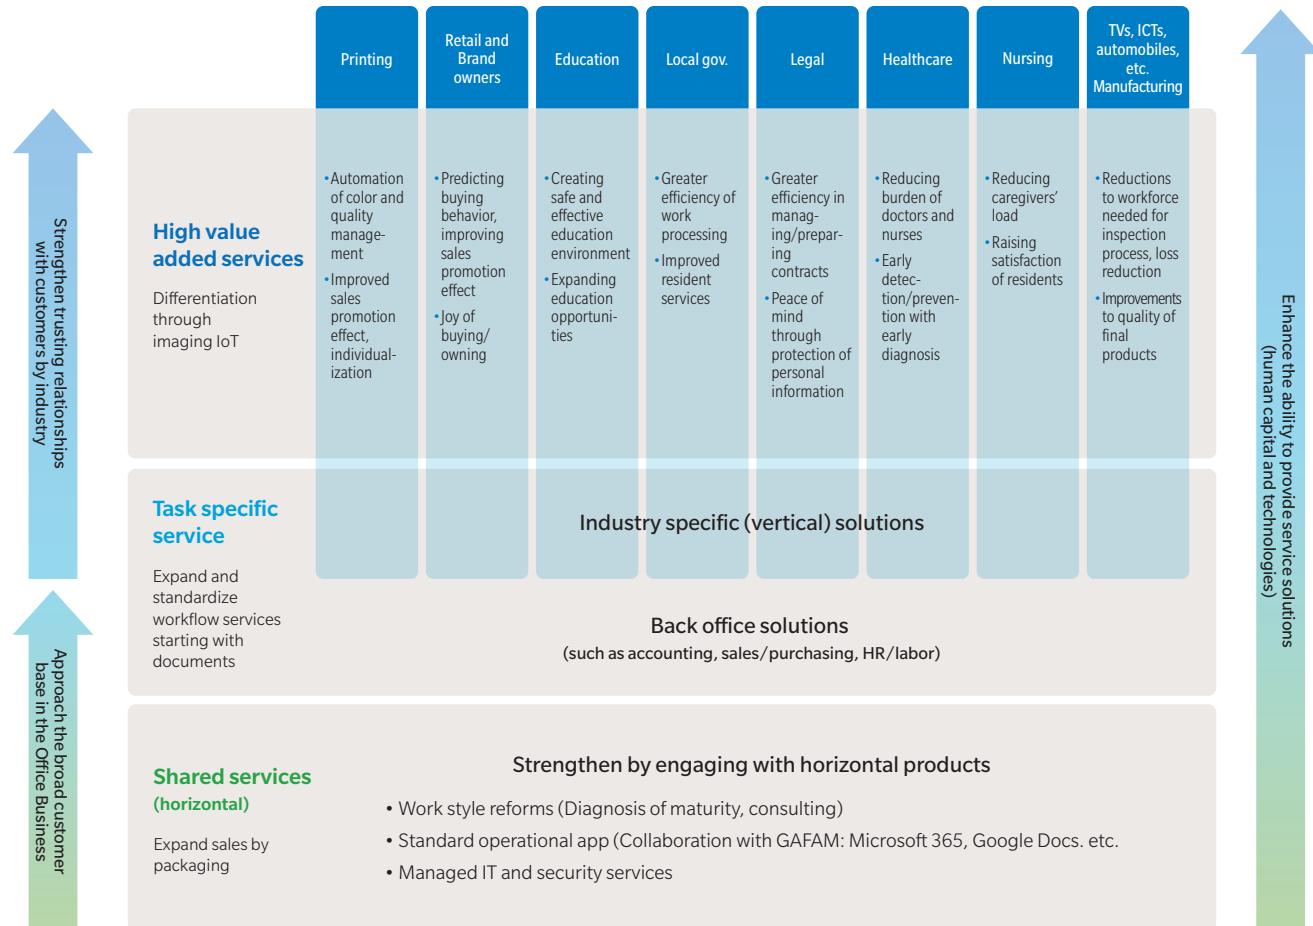 Printing
Retail and
Brand
owners
Education
Local gov.
Legal
Healthcare
Nursing
TVs, ICTs,
automobiles,
etc.
Manufacturing
Strengthen trusting relationships
with customers by industry
High value
added services
Differentiation
through
imaging IoT
•Automation
of color and
quality
manage-
ment
•Improved
sales
promotion
effect,
individual-
ization
•Predicting
buying
behavior,
improving
sales
promotion
effect
•Joy of
buying/
owning
•Creating
safe and
effective
education
environment
•Expanding
education
opportuni-
ties
•Greater
efficiency of
work
processing
•Improved
resident
services
•Greater
efficiency in
manag-
ing/prepar-
ing
contracts
•Peace of
mind
through
protection of
personal
information
•Reducing
burden of
doctors and
nurses
•Early
detec-
tion/preven-
tion with
early
diagnosis
•Reducing
caregivers'
load
•Raising
satisfaction
of residents
•Reductions
to workforce
needed for
inspection
process, loss
reduction
•Improvements
to quality of
final
products
Enhance the ability to provide service solutions
(human capital and technologies)
Task specific
service
Expand and
standardize
workflow services
starting with
documents
Industry specific (vertical) solutions
Back office solutions
(such as accounting, sales/purchasing, HR/labor)
Approach the broad customer
base in the Office Business
Shared services
(horizontal)
Expand sales by
packaging
Strengthen by engaging with horizontal products
• Work style reforms (Diagnosis of maturity, consulting)
• Standard operational app (Collaboration with GAFAM: Microsoft 365, Google Docs. etc.
• Managed IT and security services